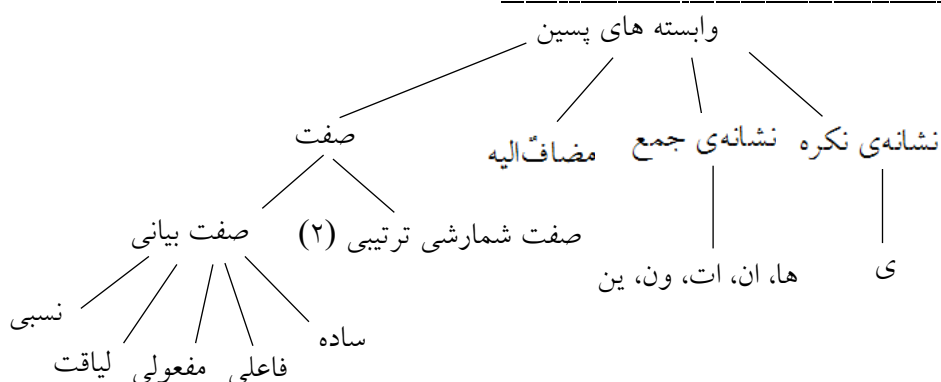 وابسته های پسین
نشانه‌ی نکره
نشانه‌ی جمع
مضافٌ‌الیه
صفت
ی
ها، ان، ات، ون، ین
صفت شمارشی ترتیبی (۲)
صفت بیانی
ساده
فاعلی
مفعولی
لیاقت
نسبی